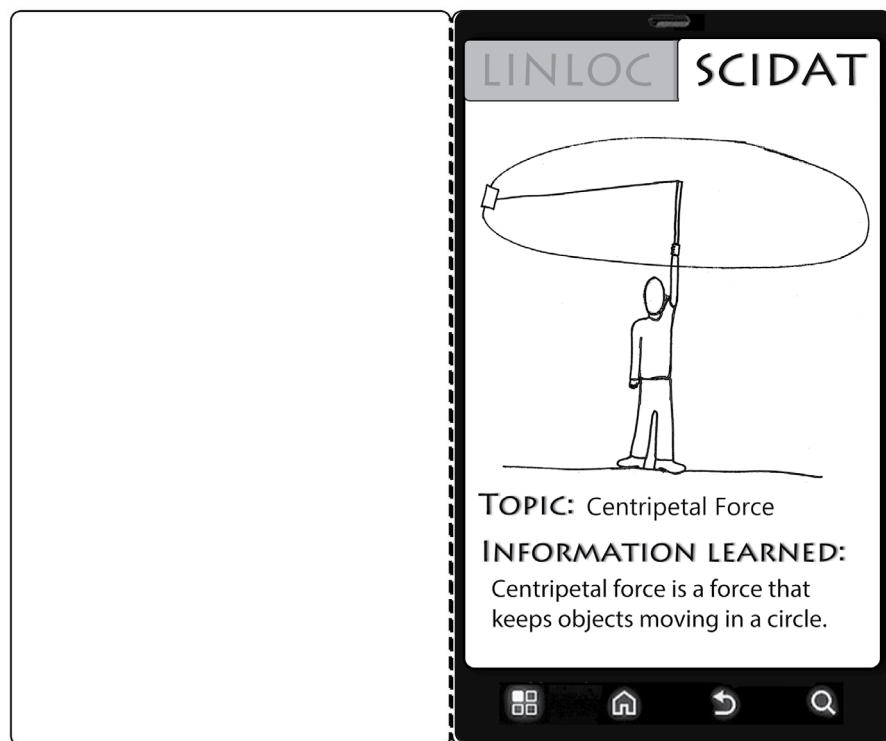 LINLOC SCIDAT
TOPIC: Centripetal Force
INFORMATION LEARNED:
Centripetal force is a force that
keeps objects moving in a circle.